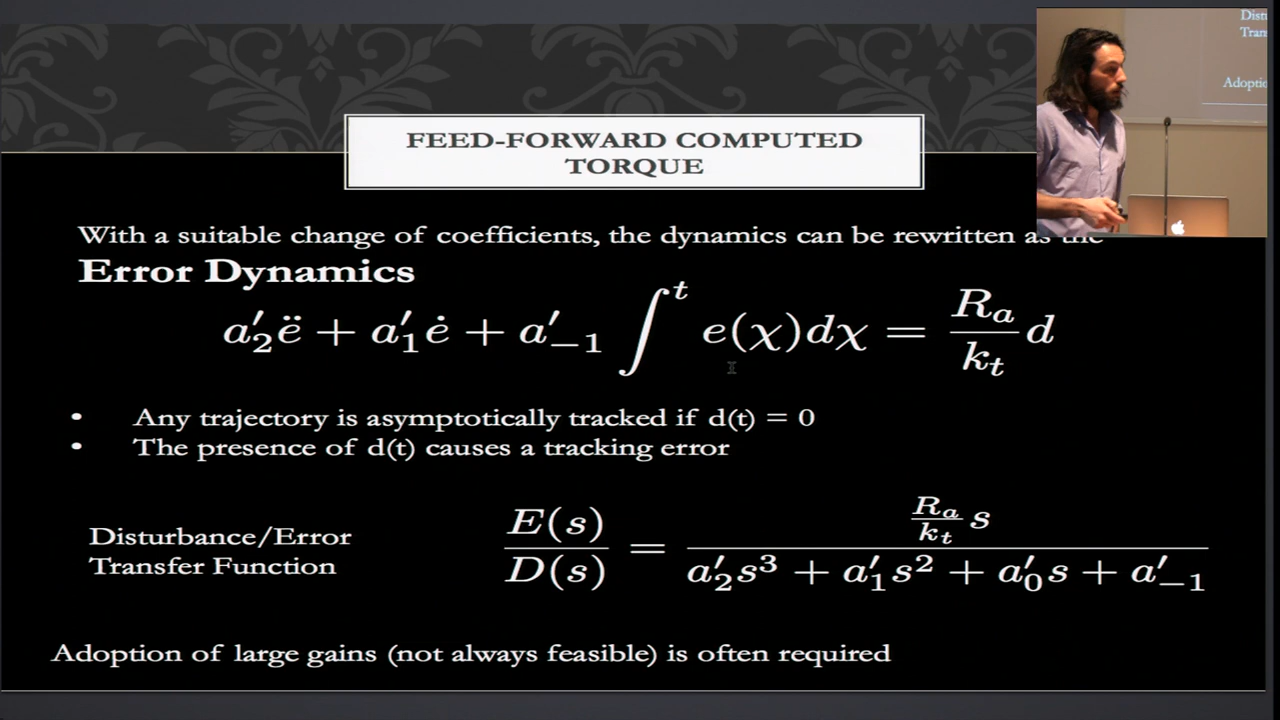 FEED-FORWARD COMPUTED
TORQUE
With a suitable change of coefficients, the dynamics can be rewritten as the
Error Dynamics
a′₂ë + a′₁ė + a′₋₁ ∫ᵗ e(χ)dχ = Rₐ/kₜ d
• Any trajectory is asymptotically tracked if d(t) = 0
• The presence of d(t) causes a tracking error
Disturbance/Error
Transfer Function
E(s)/D(s) = (Rₐ/kₜ s)/(a′₂s³ + a′₁s² + a′₀s + a′₋₁)
Adoption of large gains (not always feasible) is often required